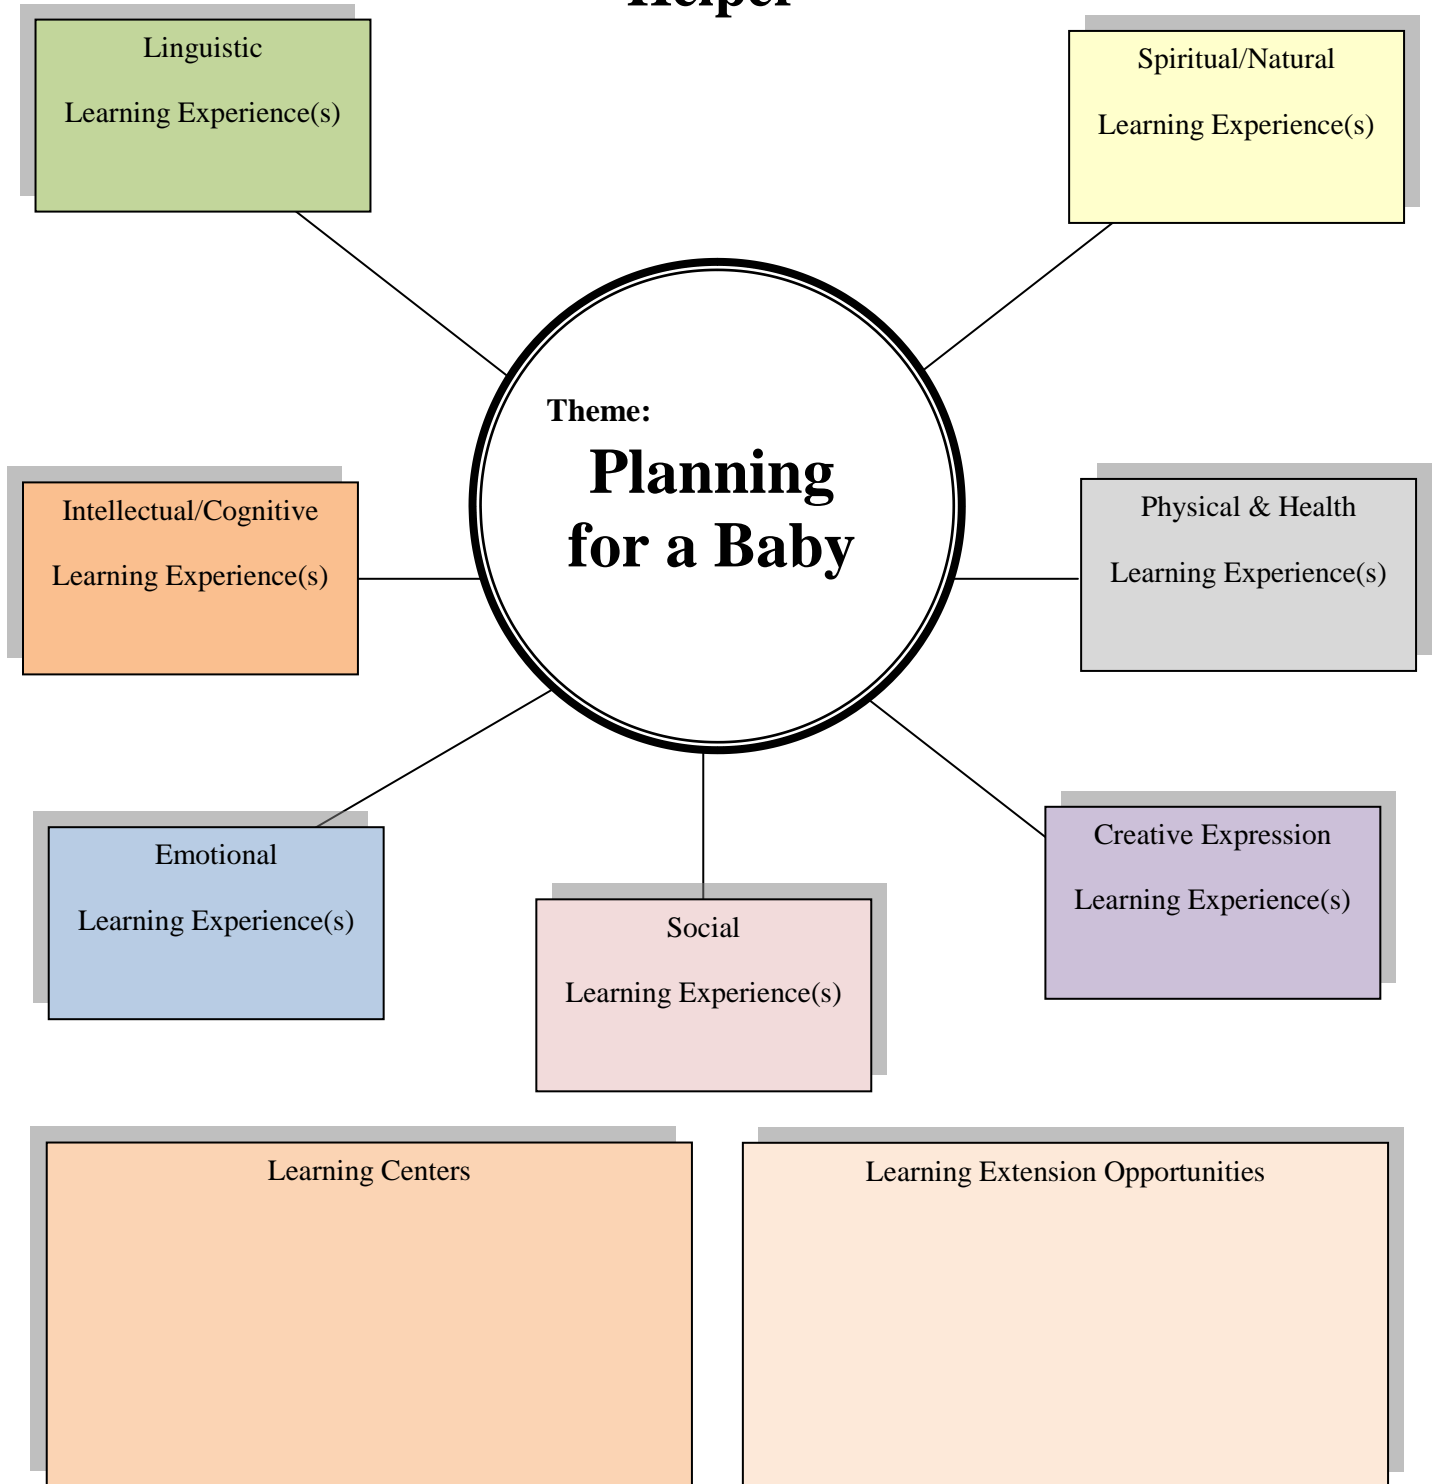 Helper
Linguistic
Learning Experience(s)
Spiritual/Natural
Learning Experience(s)
Theme:
Planning
for a Baby
Intellectual/Cognitive
Learning Experience(s)
Physical & Health
Learning Experience(s)
Emotional
Learning Experience(s)
Social
Learning Experience(s)
Creative Expression
Learning Experience(s)
Learning Centers
Learning Extension Opportunities